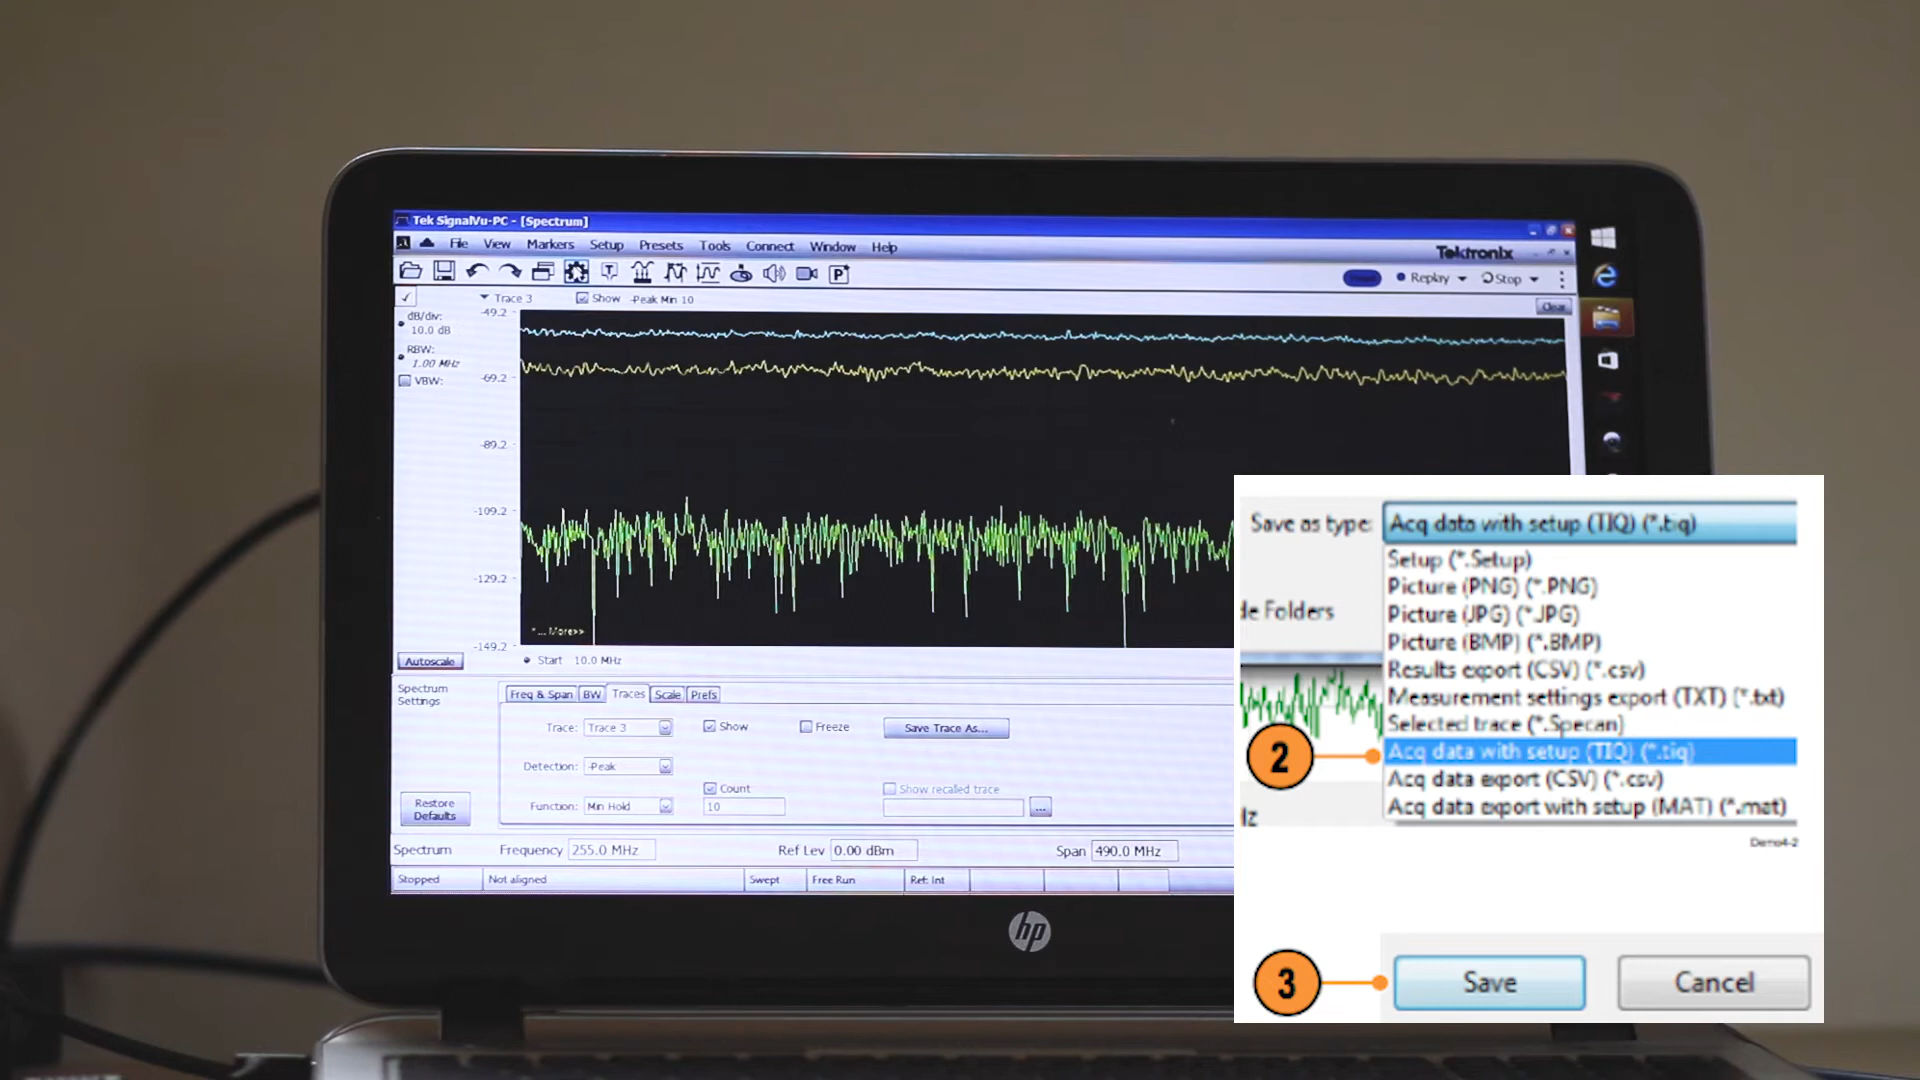 Tek SignalVu-PC - [Spectrum]
File View Markers Setup Presets Tools Connect Window Help
Tektronix
Replay Stop
Trace 3 Show -Peak Min 10
Clear
dB/div:
10.0 dB
RBW:
1.00 MHz
VBW:
-49.2
-69.2
-89.2
-109.2
-129.2
-149.2
* ... More>>
Autoscale
Start 10.0 MHz
Spectrum
Settings
Freq & Span BW Traces Scale Prefs
Trace: Trace 3 Show Freeze Save Trace As...
Detection: -Peak
Count Show recalled trace
Function: Min Hold 10 ...
Restore
Defaults
Spectrum Frequency 255.0 MHz Ref Lev 0.00 dBm Span 490.0 MHz
Stopped Not aligned Swept Free Run Ref: Int
hp
Save as type: Acq data with setup (TIQ) (*.tiq)
Setup (*.Setup)
Picture (PNG) (*.PNG)
de Folders
Picture (JPG) (*.JPG)
Picture (BMP) (*.BMP)
Results export (CSV) (*.csv)
Measurement settings export (TXT) (*.txt)
Selected trace (*.Specan)
2 Acq data with setup (TIQ) (*.tiq)
Acq data export (CSV) (*.csv)
Acq data export with setup (MAT) (*.mat)
Iz
Demo4-2
3 Save Cancel